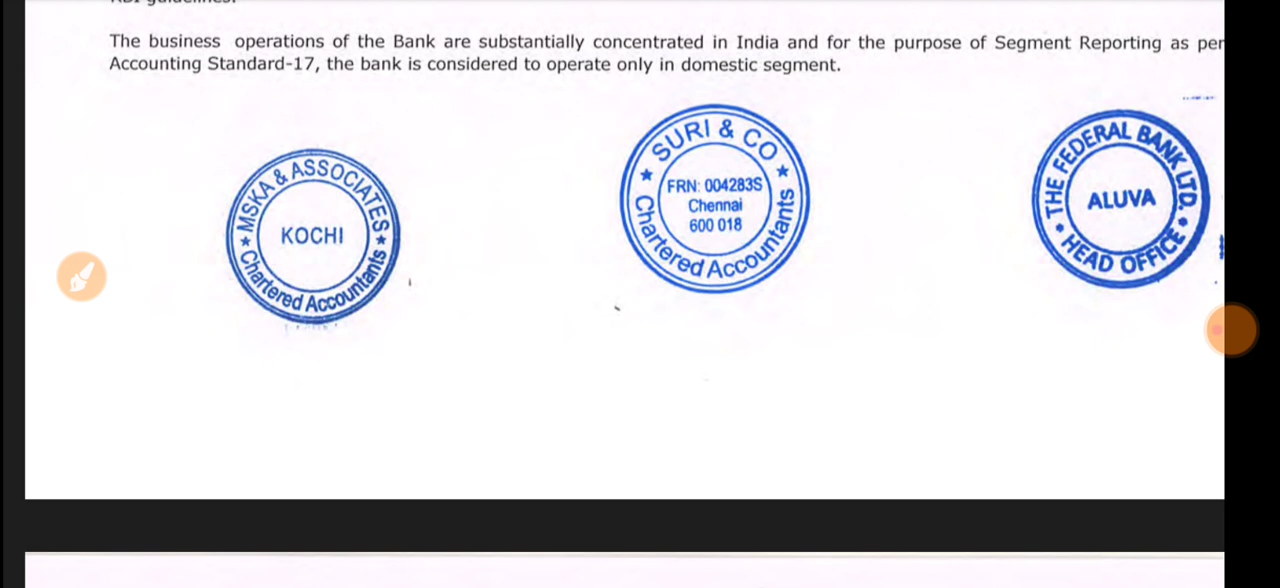 The business operations of the Bank are substantially concentrated in India and for the purpose of Segment Reporting as per
Accounting Standard-17, the bank is considered to operate only in domestic segment.
★ MSKA & ASSOCIATES ★
Chartered Accountants
KOCHI
★ SURI & CO ★
Chartered Accountants
FRN: 004283S
Chennai
600 018
• THE FEDERAL BANK LTD. •
HEAD OFFICE
ALUVA